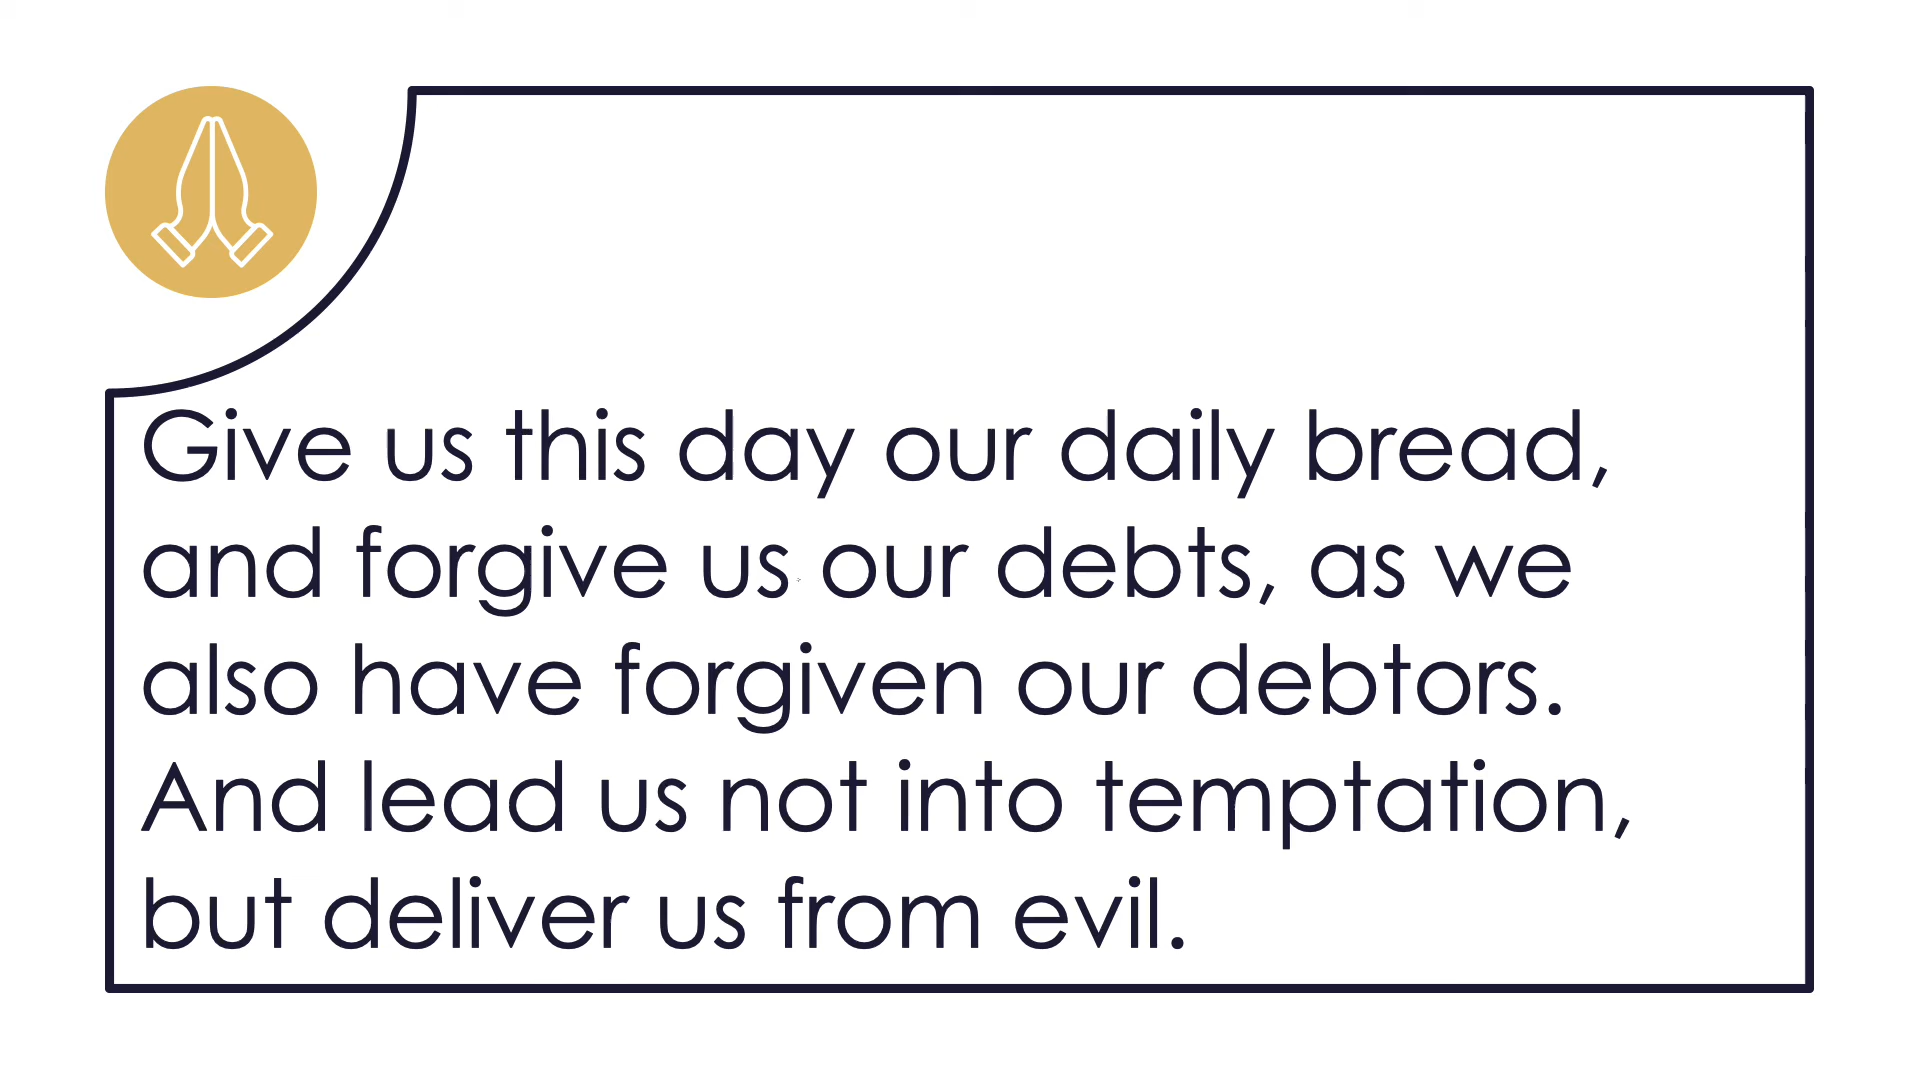 Give us this day our daily bread,
and forgive us our debts, as we
also have forgiven our debtors.
And lead us not into temptation,
but deliver us from evil.